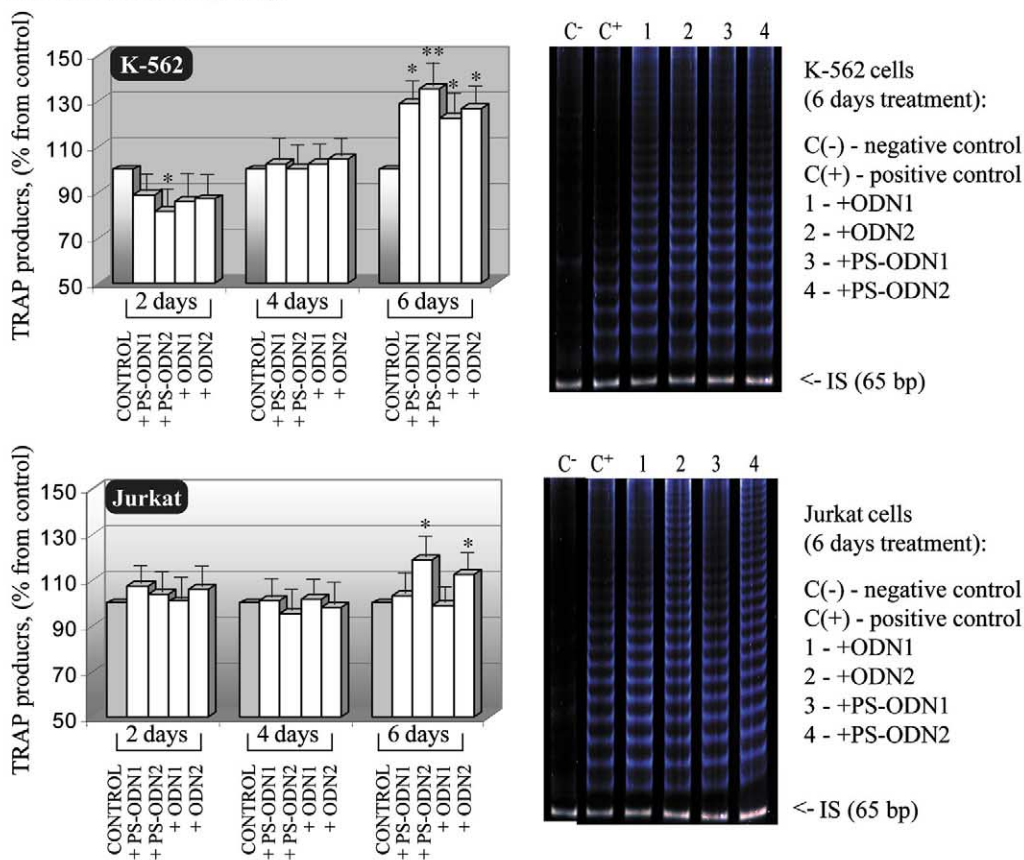 TRAP producrs, (% from control)
150
130
110
90
70
50
K-562
*
*
**
*
*
2 days
4 days
6 days
CONTROL
+ PS-ODN1
+ PS-ODN2
+ ODN1
+ ODN2
CONTROL
+ PS-ODN1
+ PS-ODN2
+ ODN1
+ ODN2
CONTROL
+ PS-ODN1
+ PS-ODN2
+ ODN1
+ ODN2
C- C+ 1 2 3 4
K-562 cells
(6 days treatment):
C(-) - negative control
C(+) - positive control
1 - +ODN1
2 - +ODN2
3 - +PS-ODN1
4 - +PS-ODN2
<- IS (65 bp)
TRAP producrs, (% from control)
150
130
110
90
70
50
Jurkat
*
*
2 days
4 days
6 days
CONTROL
+ PS-ODN1
+ PS-ODN2
+ ODN1
+ ODN2
CONTROL
+ PS-ODN1
+ PS-ODN2
+ ODN1
+ ODN2
CONTROL
+ PS-ODN1
+ PS-ODN2
+ ODN1
+ ODN2
C- C+ 1 2 3 4
Jurkat cells
(6 days treatment):
C(-) - negative control
C(+) - positive control
1 - +ODN1
2 - +ODN2
3 - +PS-ODN1
4 - +PS-ODN2
<- IS (65 bp)